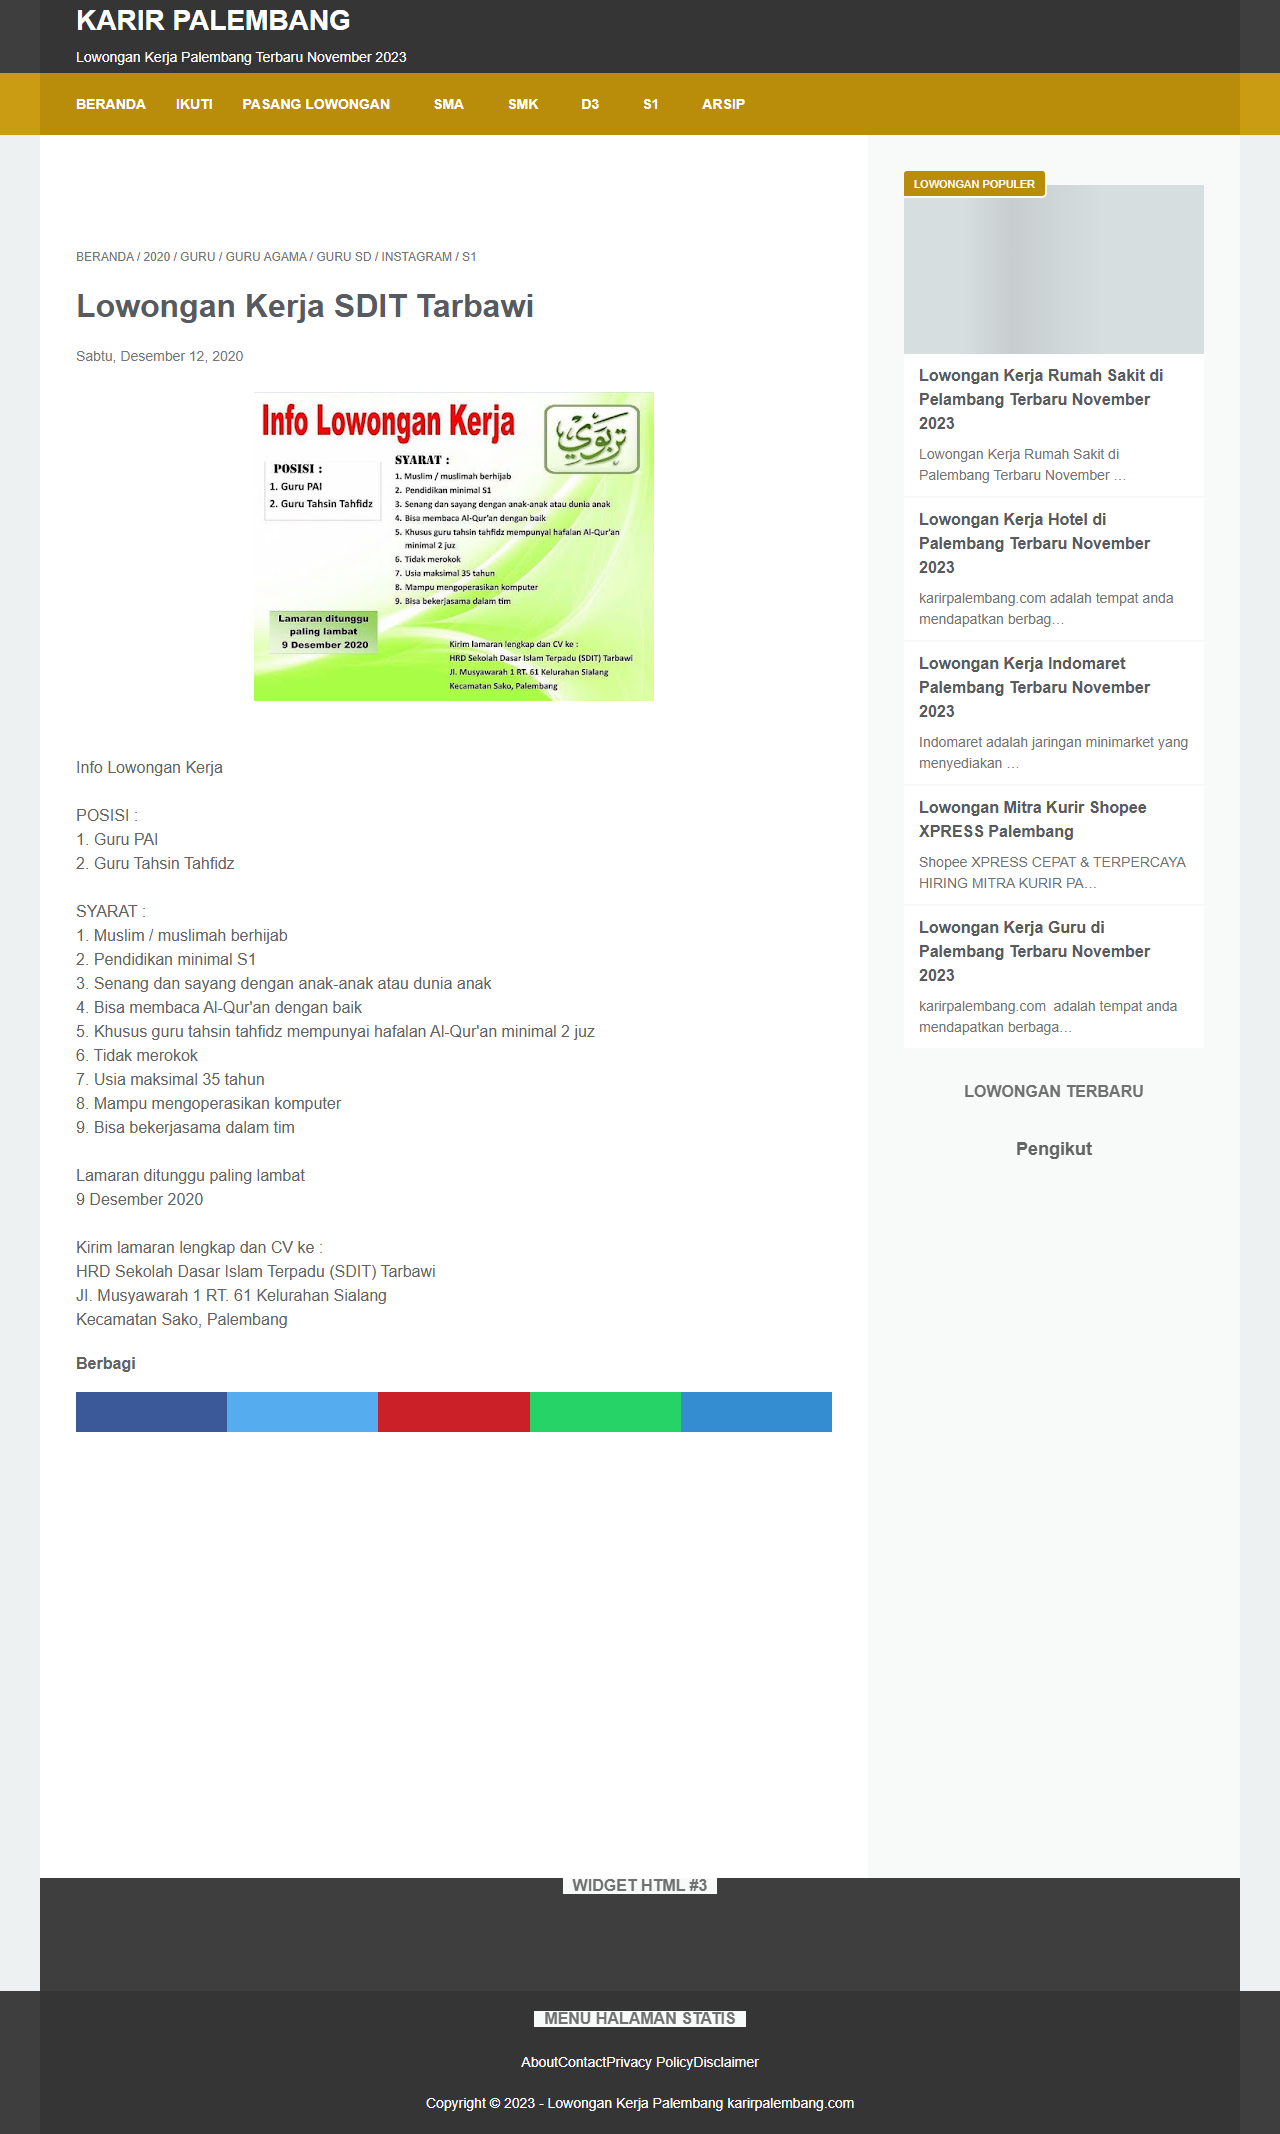 KARIR PALEMBANG
Lowongan Kerja Palembang Terbaru November 2023
BERANDA IKUTI PASANG LOWONGAN SMA SMK D3 S1 ARSIP
BERANDA / 2020 / GURU / GURU AGAMA / GURU SD / INSTAGRAM / S1
Lowongan Kerja SDIT Tarbawi
Sabtu, Desember 12, 2020
Info Lowongan Kerja
تربوي
POSISI :
1. Guru PAI
2. Guru Tahsin Tahfidz
SYARAT :
1. Muslim / muslimah berhijab
2. Pendidikan minimal S1
3. Senang dan sayang dengan anak-anak atau dunia anak
4. Bisa membaca Al-Qur'an dengan baik
5. Khusus guru tahsin tahfidz mempunyai hafalan Al-Qur'an
minimal 2 juz
6. Tidak merokok
7. Usia maksimal 35 tahun
8. Mampu mengoperasikan komputer
9. Bisa bekerjasama dalam tim
Lamaran ditunggu
paling lambat
9 Desember 2020
Kirim lamaran lengkap dan CV ke :
HRD Sekolah Dasar Islam Terpadu (SDIT) Tarbawi
Jl. Musyawarah 1 RT. 61 Kelurahan Sialang
Kecamatan Sako, Palembang
Info Lowongan Kerja
POSISI :
1. Guru PAI
2. Guru Tahsin Tahfidz
SYARAT :
1. Muslim / muslimah berhijab
2. Pendidikan minimal S1
3. Senang dan sayang dengan anak-anak atau dunia anak
4. Bisa membaca Al-Qur'an dengan baik
5. Khusus guru tahsin tahfidz mempunyai hafalan Al-Qur'an minimal 2 juz
6. Tidak merokok
7. Usia maksimal 35 tahun
8. Mampu mengoperasikan komputer
9. Bisa bekerjasama dalam tim
Lamaran ditunggu paling lambat
9 Desember 2020
Kirim lamaran lengkap dan CV ke :
HRD Sekolah Dasar Islam Terpadu (SDIT) Tarbawi
Jl. Musyawarah 1 RT. 61 Kelurahan Sialang
Kecamatan Sako, Palembang
Berbagi
LOWONGAN POPULER
Lowongan Kerja Rumah Sakit di
Pelambang Terbaru November
2023
Lowongan Kerja Rumah Sakit di
Palembang Terbaru November …
Lowongan Kerja Hotel di
Palembang Terbaru November
2023
karirpalembang.com adalah tempat anda
mendapatkan berbag…
Lowongan Kerja Indomaret
Palembang Terbaru November
2023
Indomaret adalah jaringan minimarket yang
menyediakan …
Lowongan Mitra Kurir Shopee
XPRESS Palembang
Shopee XPRESS CEPAT & TERPERCAYA
HIRING MITRA KURIR PA…
Lowongan Kerja Guru di
Palembang Terbaru November
2023
karirpalembang.com  adalah tempat anda
mendapatkan berbaga…
LOWONGAN TERBARU
Pengikut
WIDGET HTML #3
MENU HALAMAN STATIS
AboutContactPrivacy PolicyDisclaimer
Copyright © 2023 - Lowongan Kerja Palembang karirpalembang.com